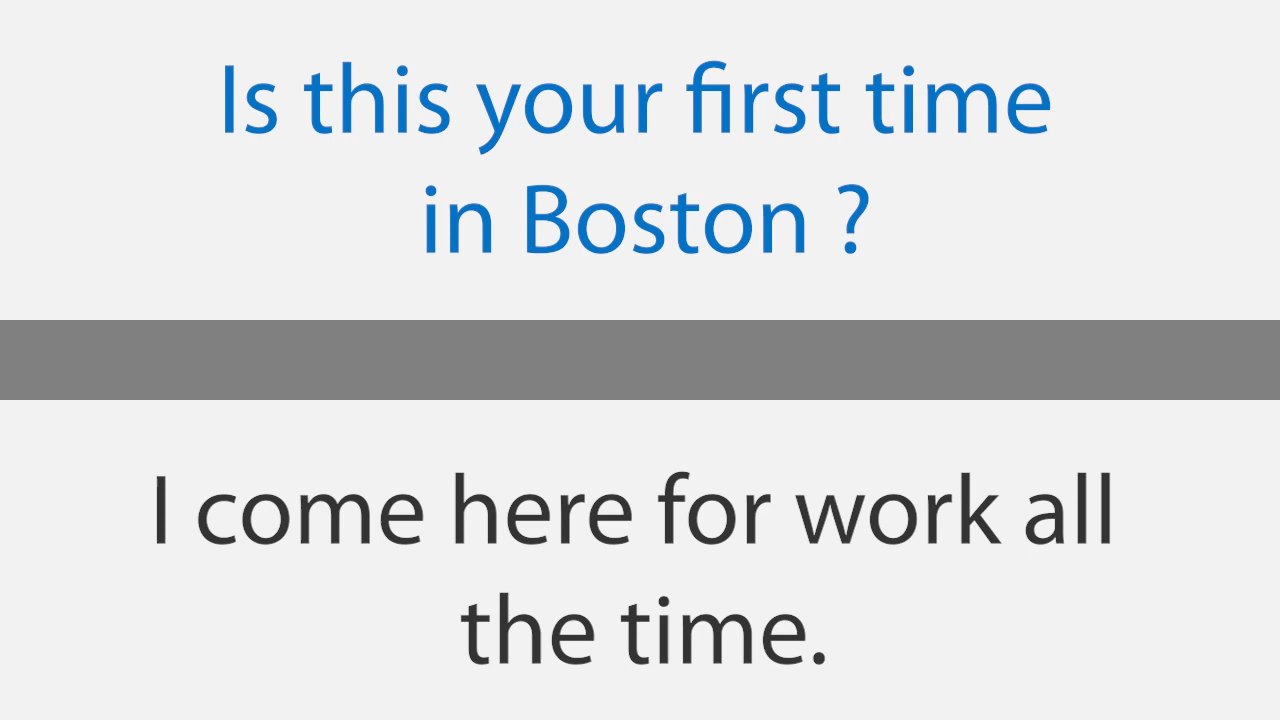 Is this your first time
in Boston ?
I come here for work all
the time.